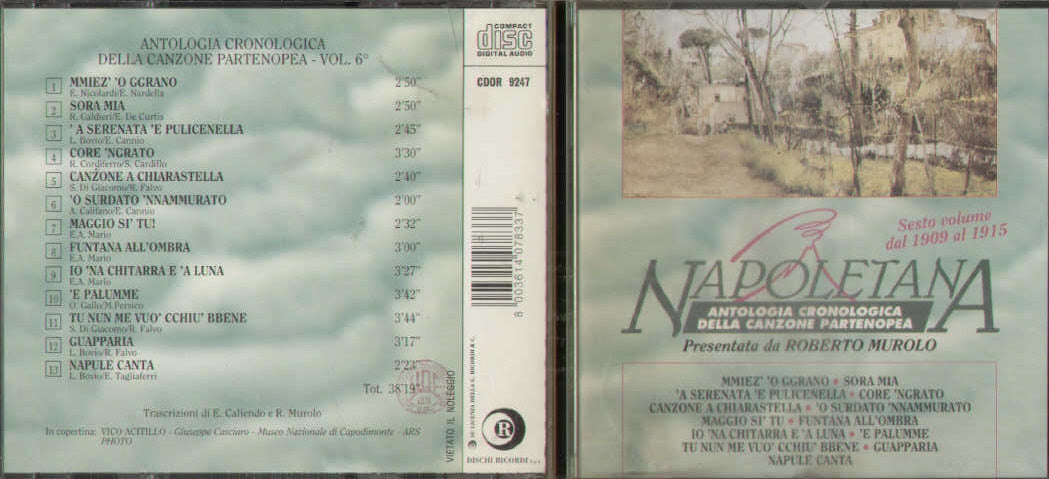 ANTOLOGIA CRONOLOGICA
DELLA CANZONE PARTENOPEA - VOL. 6°
1 MMIEZ' 'O GGRANO 2'50"
E. Nicolardi/E. Nardella
2 SORA MIA 2'50"
R. Galdieri/E. De Curtis
3 'A SERENATA 'E PULICENELLA 2'45"
L. Bovio/E. Cannio
4 CORE 'NGRATO 3'30"
R. Cordiferro/S. Cardillo
5 CANZONE A CHIARASTELLA 2'40"
S. Di Giacomo/R. Falvo
6 'O SURDATO 'NNAMMURATO 2'00"
A. Califano/E. Cannio
7 MAGGIO SI' TU! 2'32"
E.A. Mario
8 FUNTANA ALL'OMBRA 3'00"
E.A. Mario
9 IO 'NA CHITARRA E 'A LUNA 3'27"
E.A. Mario
10 'E PALUMME 3'42"
O. Gallo/M.Persico
11 TU NUN ME VUO' CCHIU' BBENE 3'44"
S. Di Giacomo/R. Falvo
12 GUAPPARIA 3'17"
L. Bovio/R. Falvo
13 NAPULE CANTA 2'23"
L. Bovio/E. Tagliaferri
Tot. 38'19"
Trascrizioni di E. Caliendo e R. Murolo
In copertina: VICO ACITILLO - Giuseppe Casciaro - Museo Nazionale di Capodimonte - ARS
PHOTO
COMPACT
disc
DIGITAL AUDIO
CDOR 9247
8 003614 078337
SU LICENZA DELLA G. RICORDI & C.
VIETATO IL NOLEGGIO
R
DISCHI RICORDI S.p.A.
Sesto volume
dal 1909 al 1915
NAPOLETANA
ANTOLOGIA CRONOLOGICA
DELLA CANZONE PARTENOPEA
Presentata da ROBERTO MUROLO
MMIEZ' 'O GGRANO • SORA MIA
'A SERENATA 'E PULICENELLA • CORE 'NGRATO
CANZONE A CHIARASTELLA • 'O SURDATO 'NNAMMURATO
MAGGIO SI' TU • FUNTANA ALL'OMBRA
IO 'NA CHITARRA E 'A LUNA • 'E PALUMME
TU NUN ME VUO' CCHIU' BBENE • GUAPPARIA
NAPULE CANTA